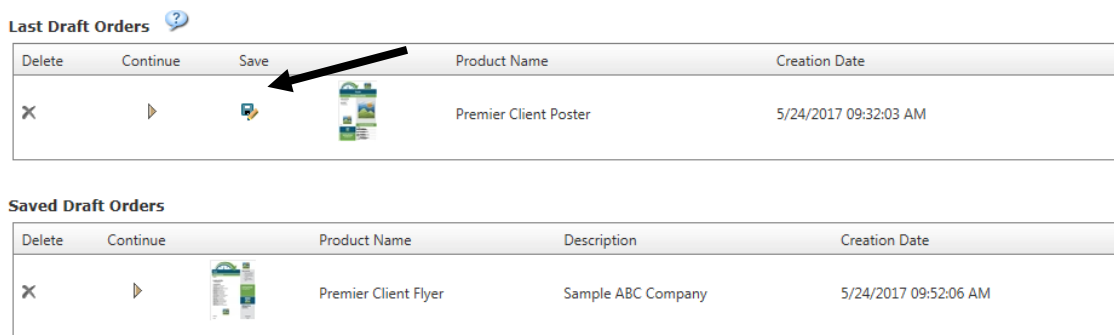 Last Draft Orders ?
Delete Continue Save Product Name Creation Date
Premier Client Poster 5/24/2017 09:32:03 AM
Saved Draft Orders
Delete Continue Product Name Description Creation Date
Premier Client Flyer Sample ABC Company 5/24/2017 09:52:06 AM